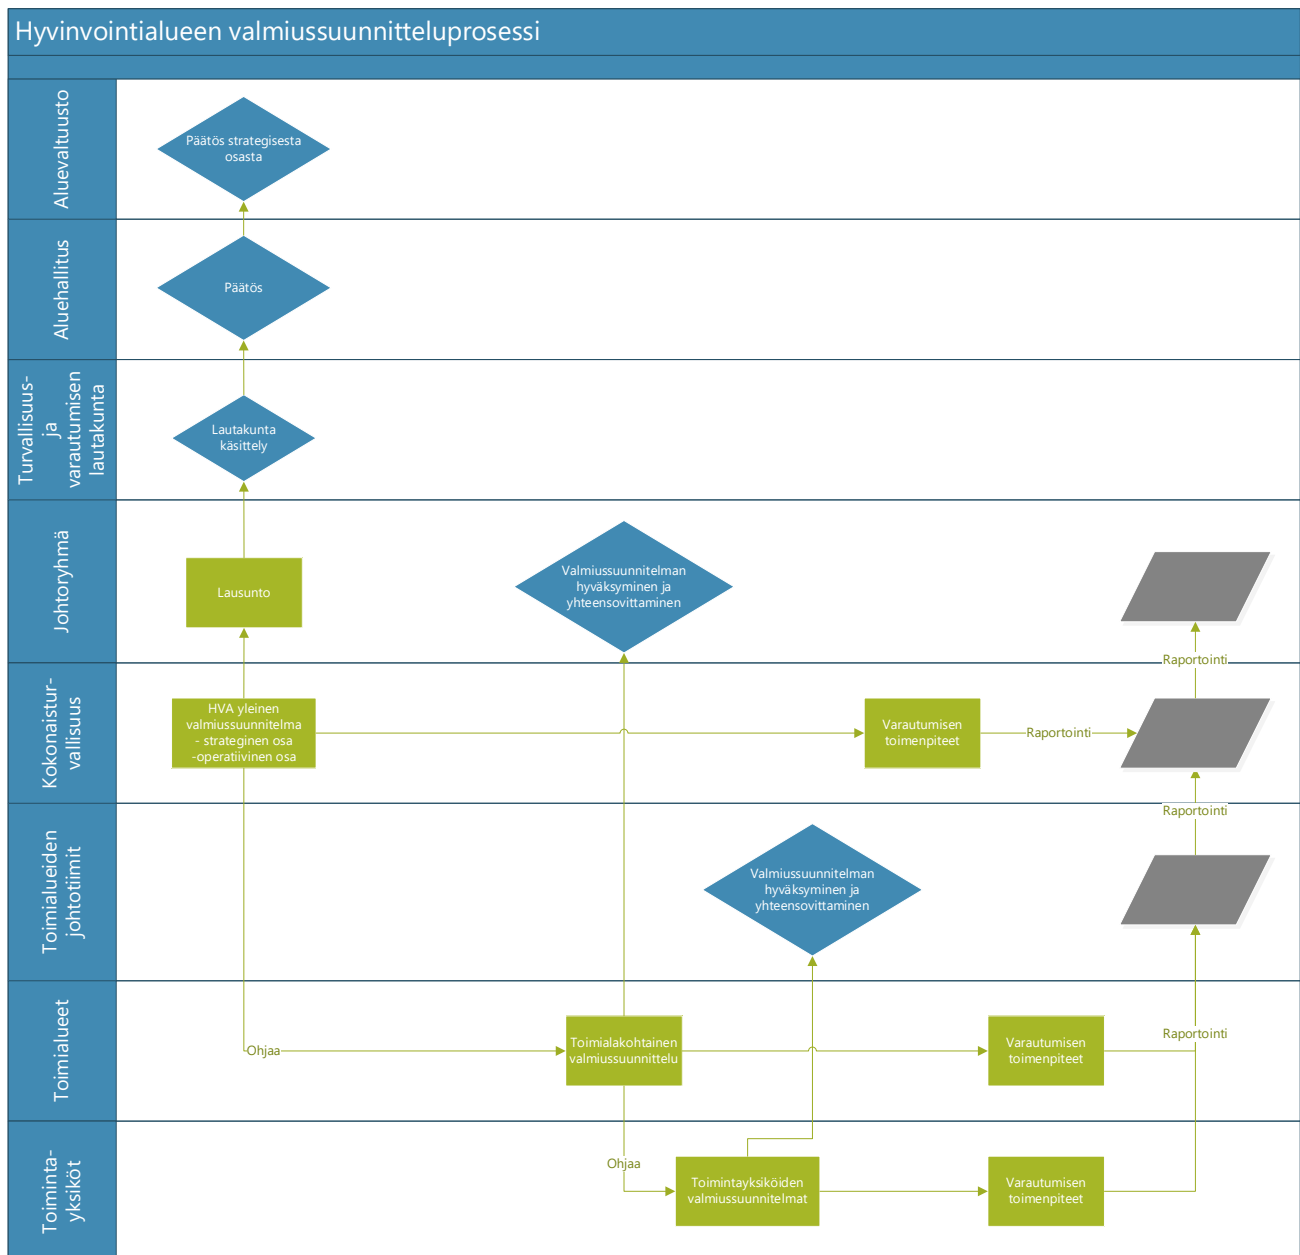 Hyvinvointialueen valmiussuunnitteluprosessi
Aluevaltuusto
Päätös strategisesta
osasta
Aluehallitus
Päätös
Turvallisuus-
ja
varautumisen
lautakunta
Lautakunta
käsittely
Johtoryhmä
Lausunto
Valmiussuunnitelman
hyväksyminen ja
yhteensovittaminen
Raportointi
Kokonaistur-
vallisuus
HVA yleinen
valmiussuunnitelma
- strateginen osa
-operatiivinen osa
Varautumisen
toimenpiteet
Raportointi
Raportointi
Toimialueiden
johtotiimit
Valmiussuunnitelman
hyväksyminen ja
yhteensovittaminen
Toimialueet
Ohjaa
Toimialakohtainen
valmiussuunnittelu
Varautumisen
toimenpiteet
Raportointi
Toiminta-
yksiköt
Ohjaa
Toimintayksiköiden
valmiussuunnitelmat
Varautumisen
toimenpiteet